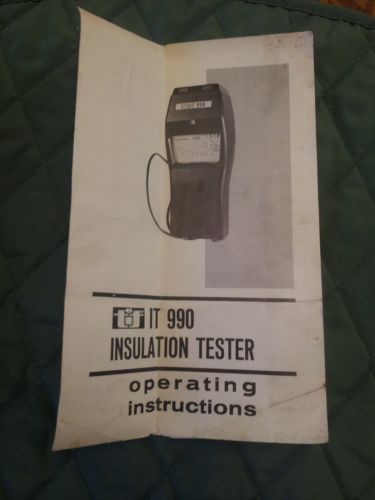 IT 990
INSULATION TESTER
operating
instructions